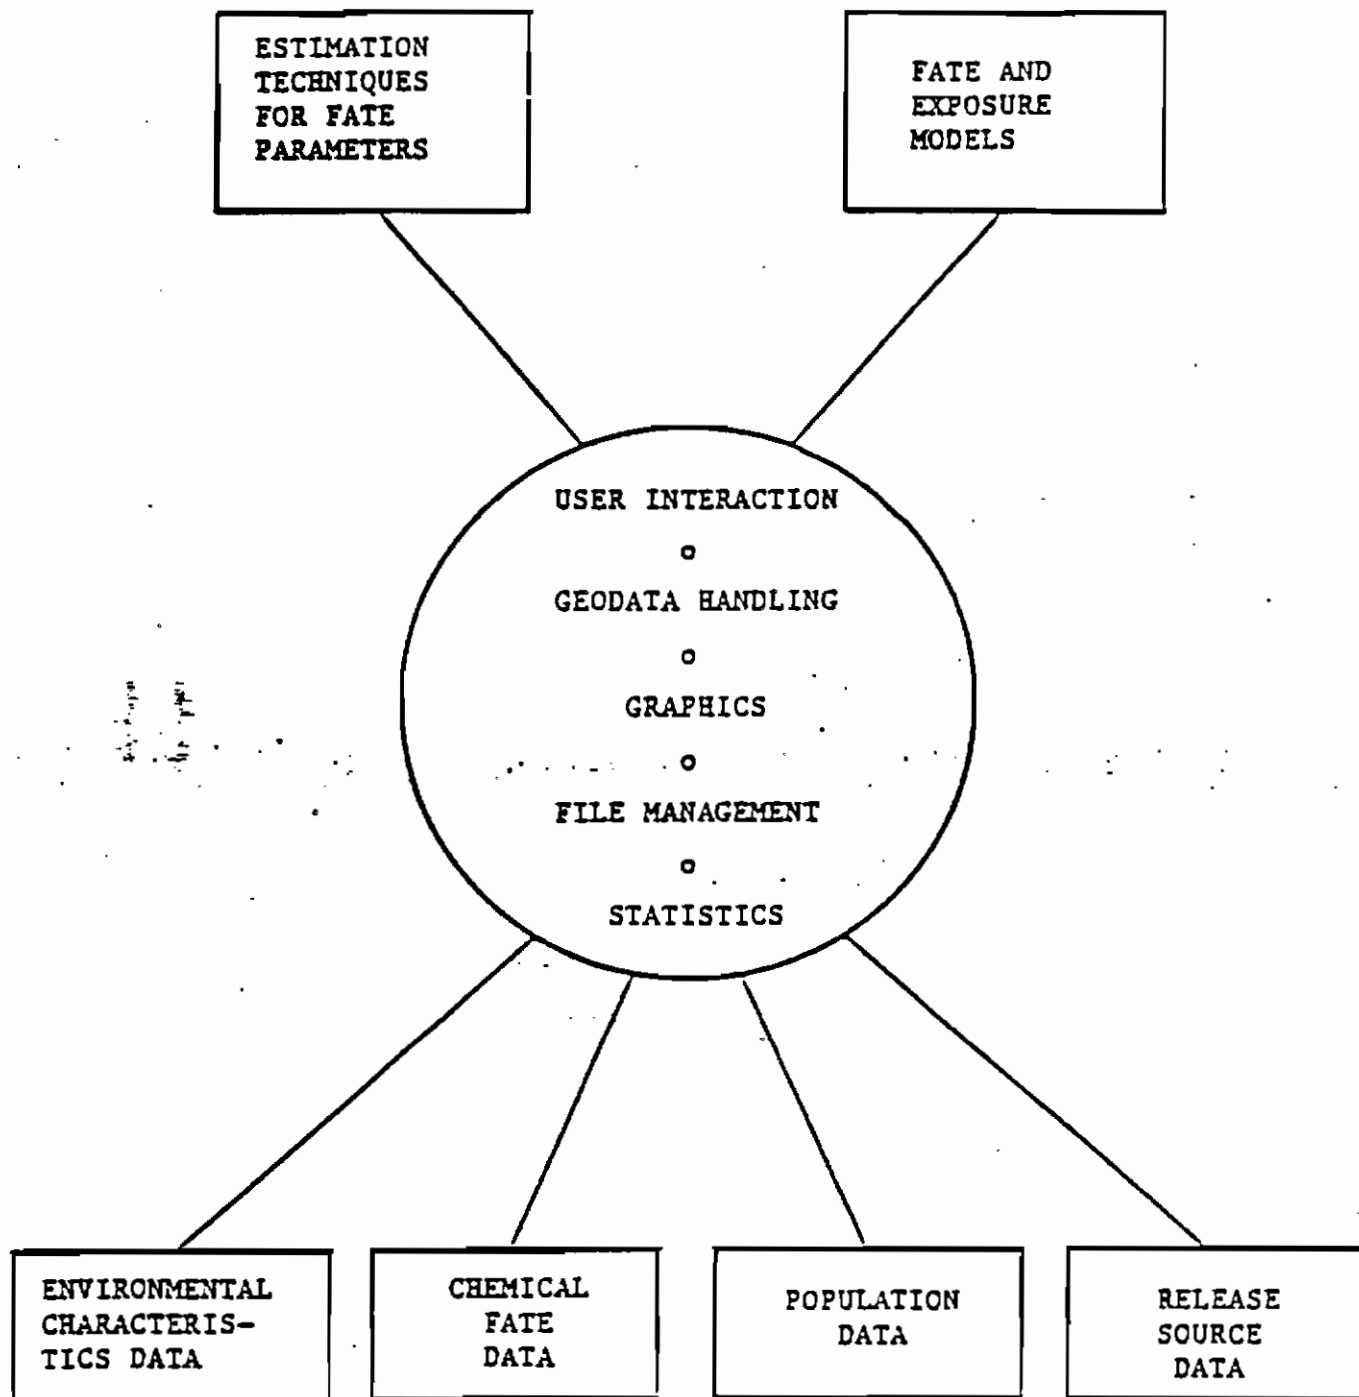 ESTIMATION
TECHNIQUES
FOR FATE
PARAMETERS
FATE AND
EXPOSURE
MODELS
USER INTERACTION
o
GEODATA HANDLING
o
GRAPHICS
o
FILE MANAGEMENT
o
STATISTICS
ENVIRONMENTAL
CHARACTERIS-
TICS DATA
CHEMICAL
FATE
DATA
POPULATION
DATA
RELEASE
SOURCE
DATA